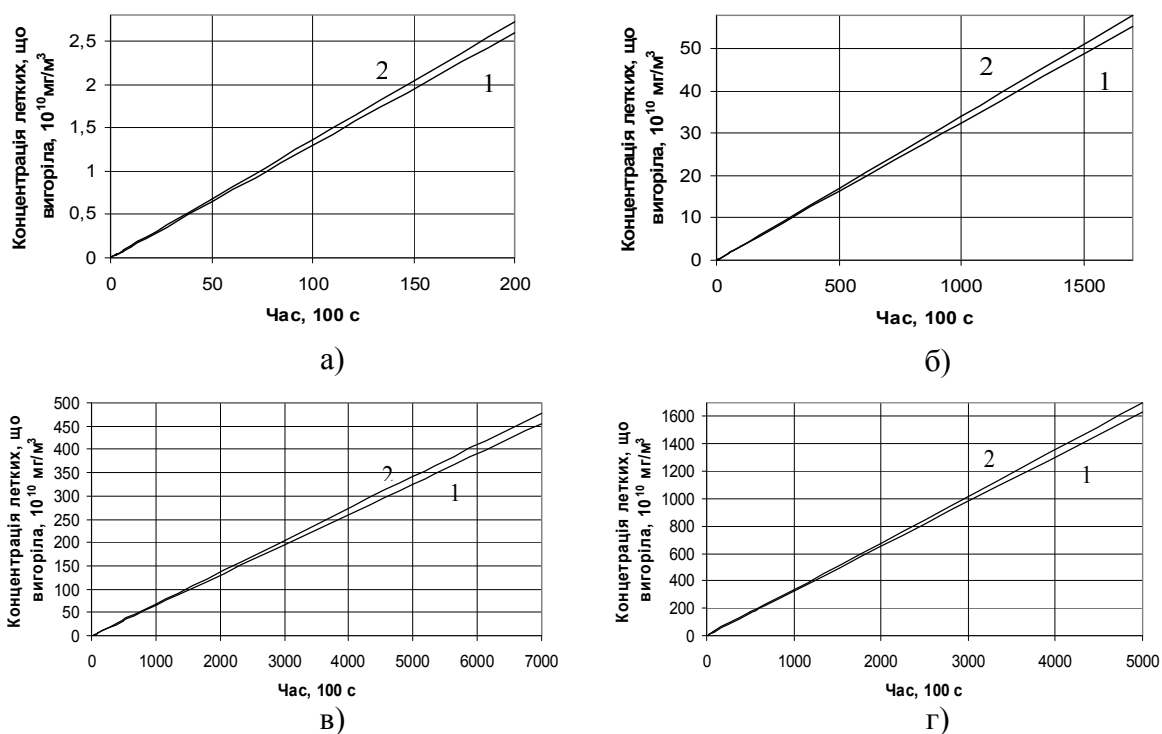 Концентрація летких, що
вигоріла, 10¹⁰мг/м³
2,5
2
1,5
1
0,5
0
2
1
0 50 100 150 200
Час, 100 с
а)
Концентрація летких, що
вигоріла, 10¹⁰ мг/м³
50
40
30
20
10
0
2
1
0 500 1000 1500
Час, 100 с
б)
Концентрація летких, що
вигоріла, 10¹⁰ мг/м³
500
450
400
350
300
250
200
150
100
50
0
2
1
0 1000 2000 3000 4000 5000 6000 7000
Час, 100 с
в)
Концетрація летких, що
вигоріла, 10¹⁰ мг/м³
1600
1400
1200
1000
800
600
400
200
0
2
1
0 1000 2000 3000 4000 5000
Час, 100 с
г)